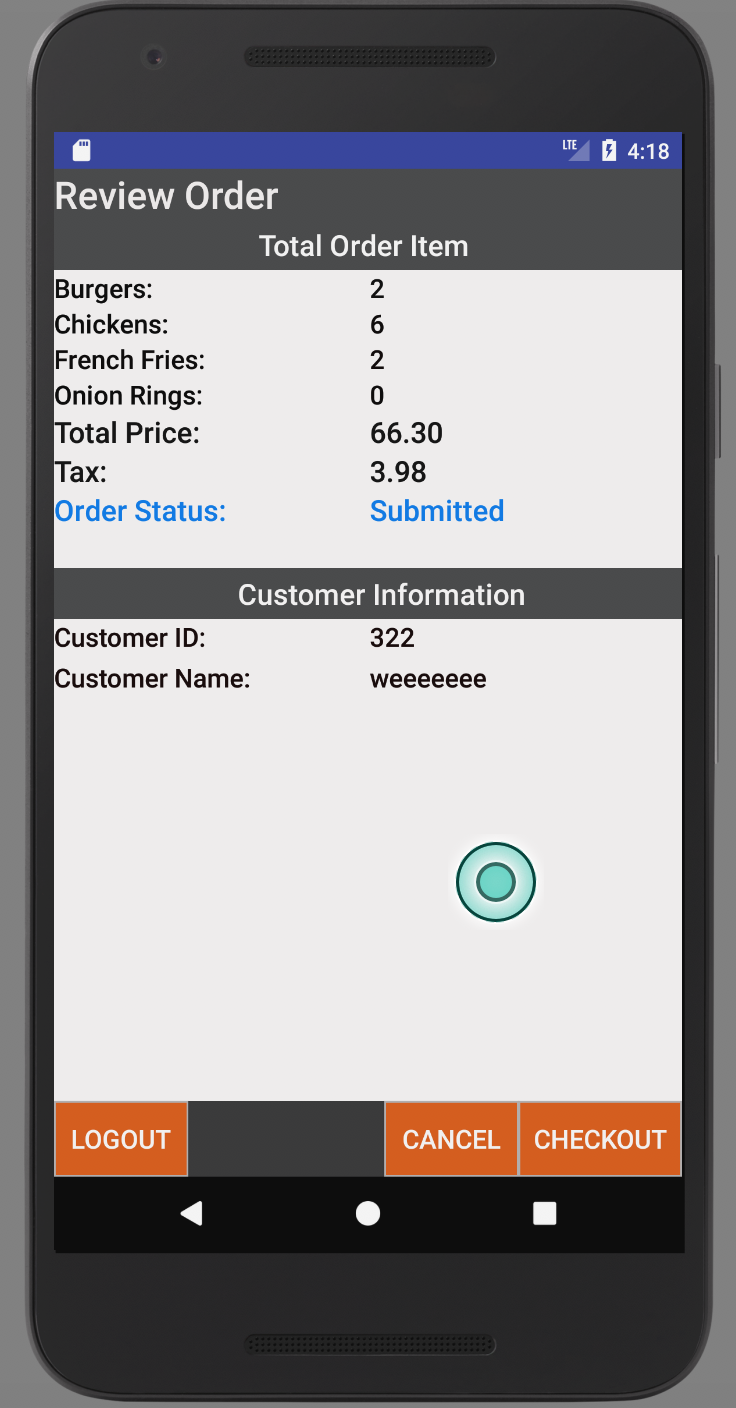 LTE 4:18
Review Order
Total Order Item
Burgers: 2
Chickens: 6
French Fries: 2
Onion Rings: 0
Total Price: 66.30
Tax: 3.98
Order Status: Submitted
Customer Information
Customer ID: 322
Customer Name: weeeeeee
LOGOUT CANCEL CHECKOUT